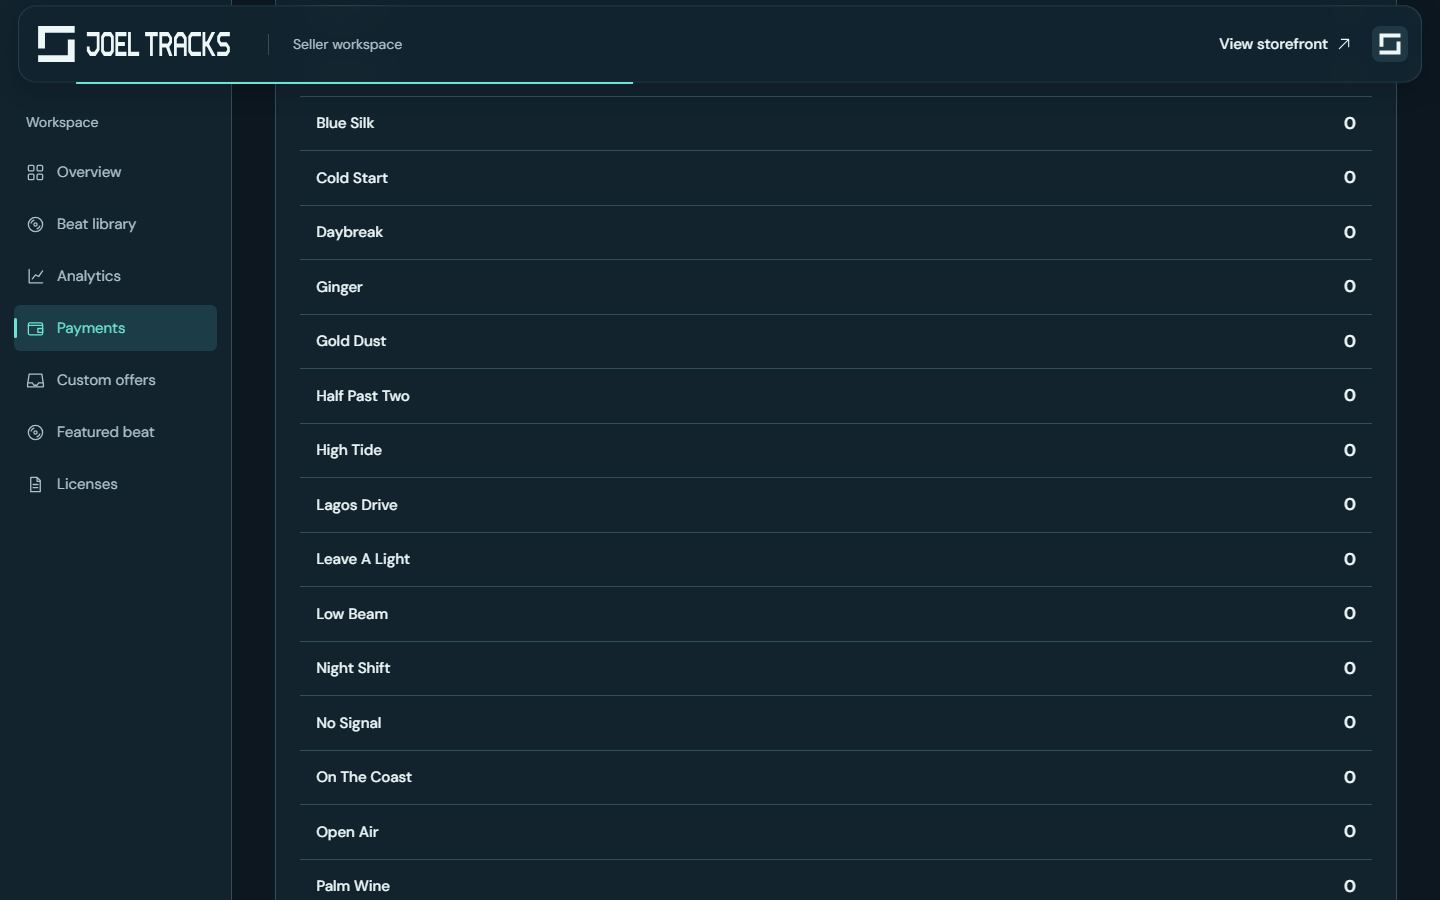 JOEL TRACKS
Seller workspace
View storefront
Workspace
Overview
Beat library
Analytics
Payments
Custom offers
Featured beat
Licenses
Blue Silk 0
Cold Start 0
Daybreak 0
Ginger 0
Gold Dust 0
Half Past Two 0
High Tide 0
Lagos Drive 0
Leave A Light 0
Low Beam 0
Night Shift 0
No Signal 0
On The Coast 0
Open Air 0
Palm Wine 0